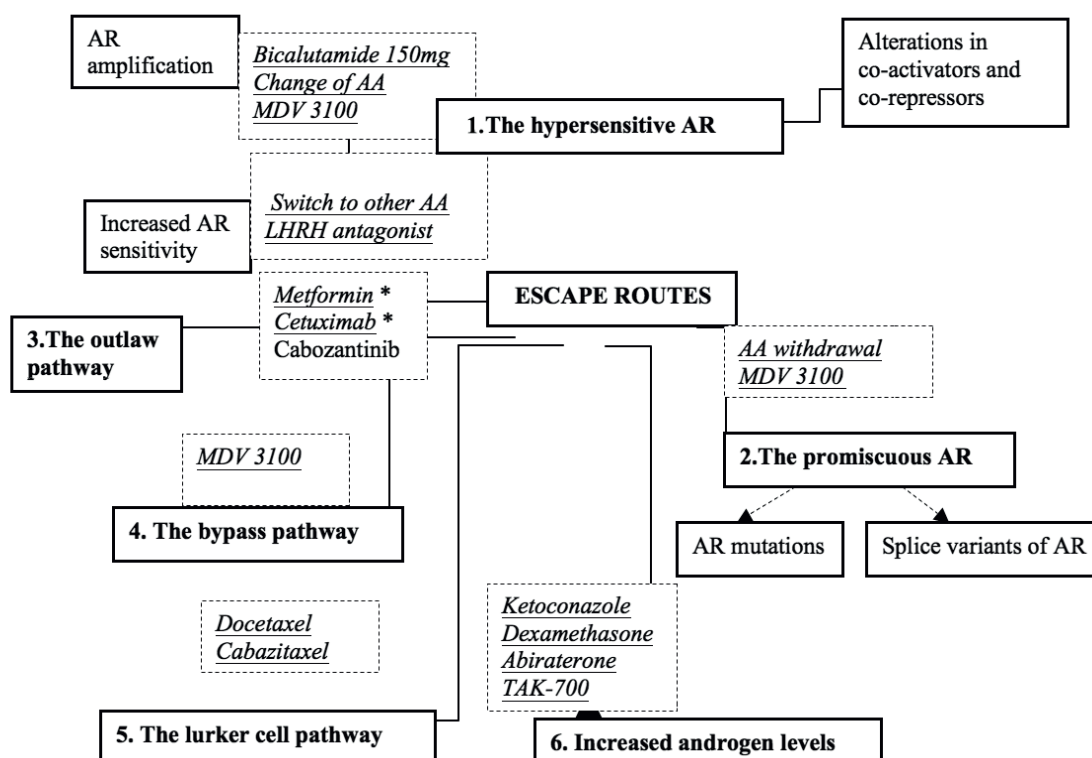 AR
amplification
Bicalutamide 150mg
Change of AA
MDV 3100
Alterations in
co-activators and
co-repressors
1.The hypersensitive AR
Switch to other AA
LHRH antagonist
Increased AR
sensitivity
Metformin *
Cetuximab *
Cabozantinib
ESCAPE ROUTES
3.The outlaw
pathway
AA withdrawal
MDV 3100
MDV 3100
2.The promiscuous AR
4. The bypass pathway
AR mutations
Splice variants of AR
Docetaxel
Cabazitaxel
Ketoconazole
Dexamethasone
Abiraterone
TAK-700
5. The lurker cell pathway
6. Increased androgen levels